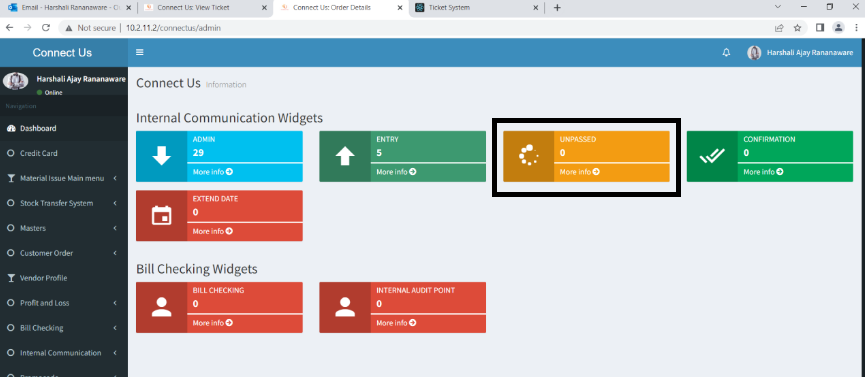 Email - Harshali Rananaware - O
Connect Us: View Ticket
Connect Us: Order Details
Ticket System
Not secure
10.2.11.2/connectus/admin
Connect Us
Harshali Ajay Rananaware
Harshali Ajay Rananaware
Online
Navigation
Dashboard
Credit Card
Material Issue Main menu
Stock Transfer System
Masters
Customer Order
Vendor Profile
Profit and Loss
Bill Checking
Internal Communication
Connect Us Information
Internal Communication Widgets
ADMIN
29
More info
ENTRY
5
More info
UNPASSED
0
More info
CONFIRMATION
0
More info
EXTEND DATE
0
More info
Bill Checking Widgets
BILL CHECKING
0
More info
INTERNAL AUDIT POINT
0
More info